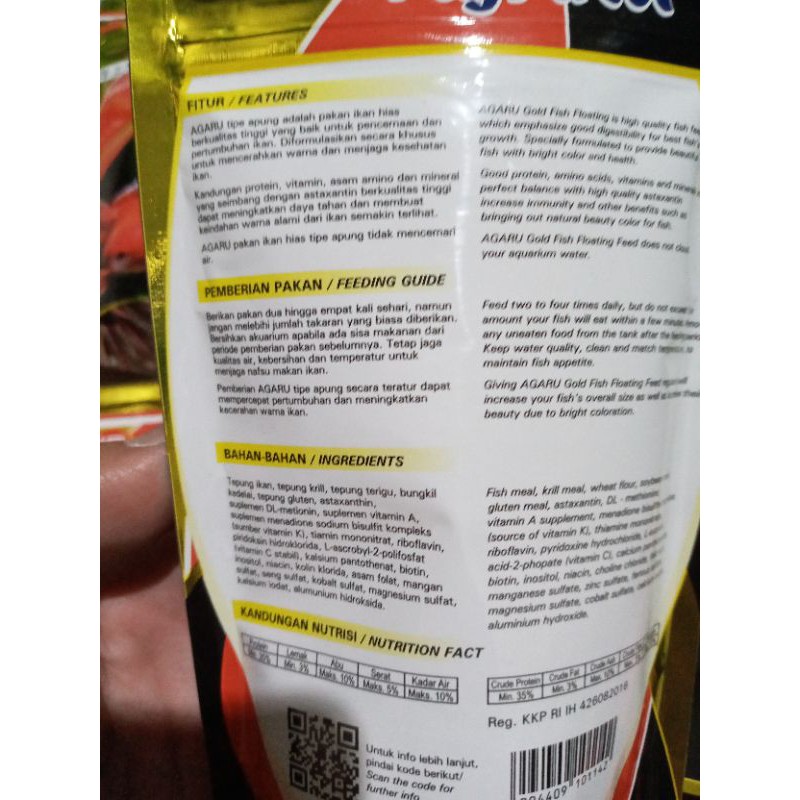 FITUR / FEATURES
AGARU tipe apung adalah pakan ikan hias
berkualitas tinggi yang baik untuk pencernaan dan
pertumbuhan ikan. Diformulasikan secara khusus
untuk mencerahkan warna dan menjaga kesehatan
ikan.
Kandungan protein, vitamin, asam amino dan mineral
yang seimbang dengan astaxantin berkualitas tinggi
dapat meningkatkan daya tahan dan membuat
keindahan warna alami dari ikan semakin terlihat.
AGARU pakan ikan hias tipe apung tidak mencemari
air.
AGARU Gold Fish Floating is high quality fish
which emphasize good digestibility for best
growth. Specially formulated to provide
fish with bright color and health.
Good protein, amino acids, vitamins and
perfect balance with high quality astaxantin
increase immunity and other benefits such as
bringing out natural beauty color for fish.
AGARU Gold Fish Floating Feed does not
your aquarium water.
PEMBERIAN PAKAN / FEEDING GUIDE
Berikan pakan dua hingga empat kali sehari, namun
jangan melebihi jumlah takaran yang biasa diberikan.
Bersihkan akuarium apabila ada sisa makanan dari
periode pemberian pakan sebelumnya. Tetap jaga
kualitas air, kebersihan dan temperatur untuk
menjaga nafsu makan ikan.
Pemberian AGARU tipe apung secara teratur dapat
mempercepat pertumbuhan dan meningkatkan
kecerahan warna ikan.
Feed two to four times daily, but do not
amount your fish will eat within a few
any uneaten food from the tank after the
Keep water quality, clean and match
maintain fish appetite.
Giving AGARU Gold Fish Floating Feed
increase your fish's overall size as well
beauty due to bright coloration.
BAHAN-BAHAN / INGREDIENTS
Tepung ikan, tepung krill, tepung terigu, bungkil
kedelai, tepung gluten, astaxanthin,
suplemen DL-metionin, suplemen vitamin A,
suplemen menadione sodium bisulfit kompleks
(sumber vitamin K), tiamin mononitrat, riboflavin,
piridoksin hidroklorida, L-ascrobyl-2-polifosfat
(vitamin C stabil), kalsium pantothenat, biotin,
inositol, niacin, kolin klorida, asam folat, mangan
sulfat, seng sulfat, kobalt sulfat, magnesium sulfat,
kalsium iodat, alumunium hidroksida.
Fish meal, krill meal, wheat flour,
gluten meal, astaxantin, DL - methionine,
vitamin A supplement, menadione
(source of vitamin K), thiamine
riboflavin, pyridoxine hydrochloride,
acid-2-phopate (vitamin C), calcium
biotin, inositol, niacin, choline chloride,
manganese sulfate, zinc sulfate,
magnesium sulfate, cobalt sulfate,
aluminium hydroxide.
KANDUNGAN NUTRISI / NUTRITION FACT
Protein Lemak Abu Serat Kadar Air
Min. 35% Min. 3% Maks. 10% Maks. 5% Maks. 10%
Crude Protein Crude Fat Crude Ash
Min. 35% Min. 3% Max. 10%
Reg. KKP RI IH 426082016
Untuk info lebih lanjut,
pindai kode berikut/
Scan the code for
further info
101142